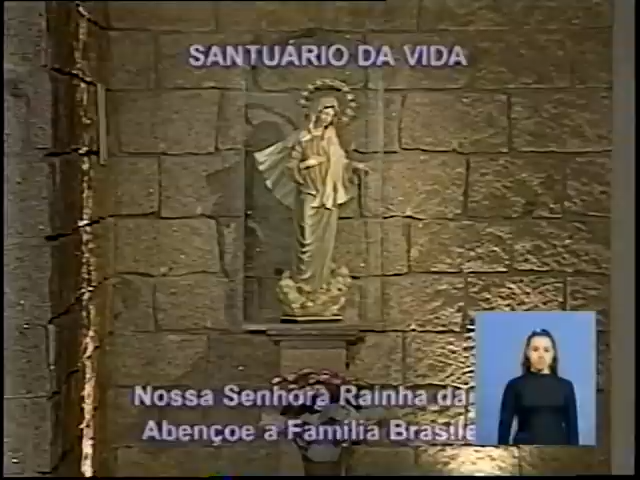 SANTUÁRIO DA VIDA
Nossa Senhora Rainha da
Abençoe a Família